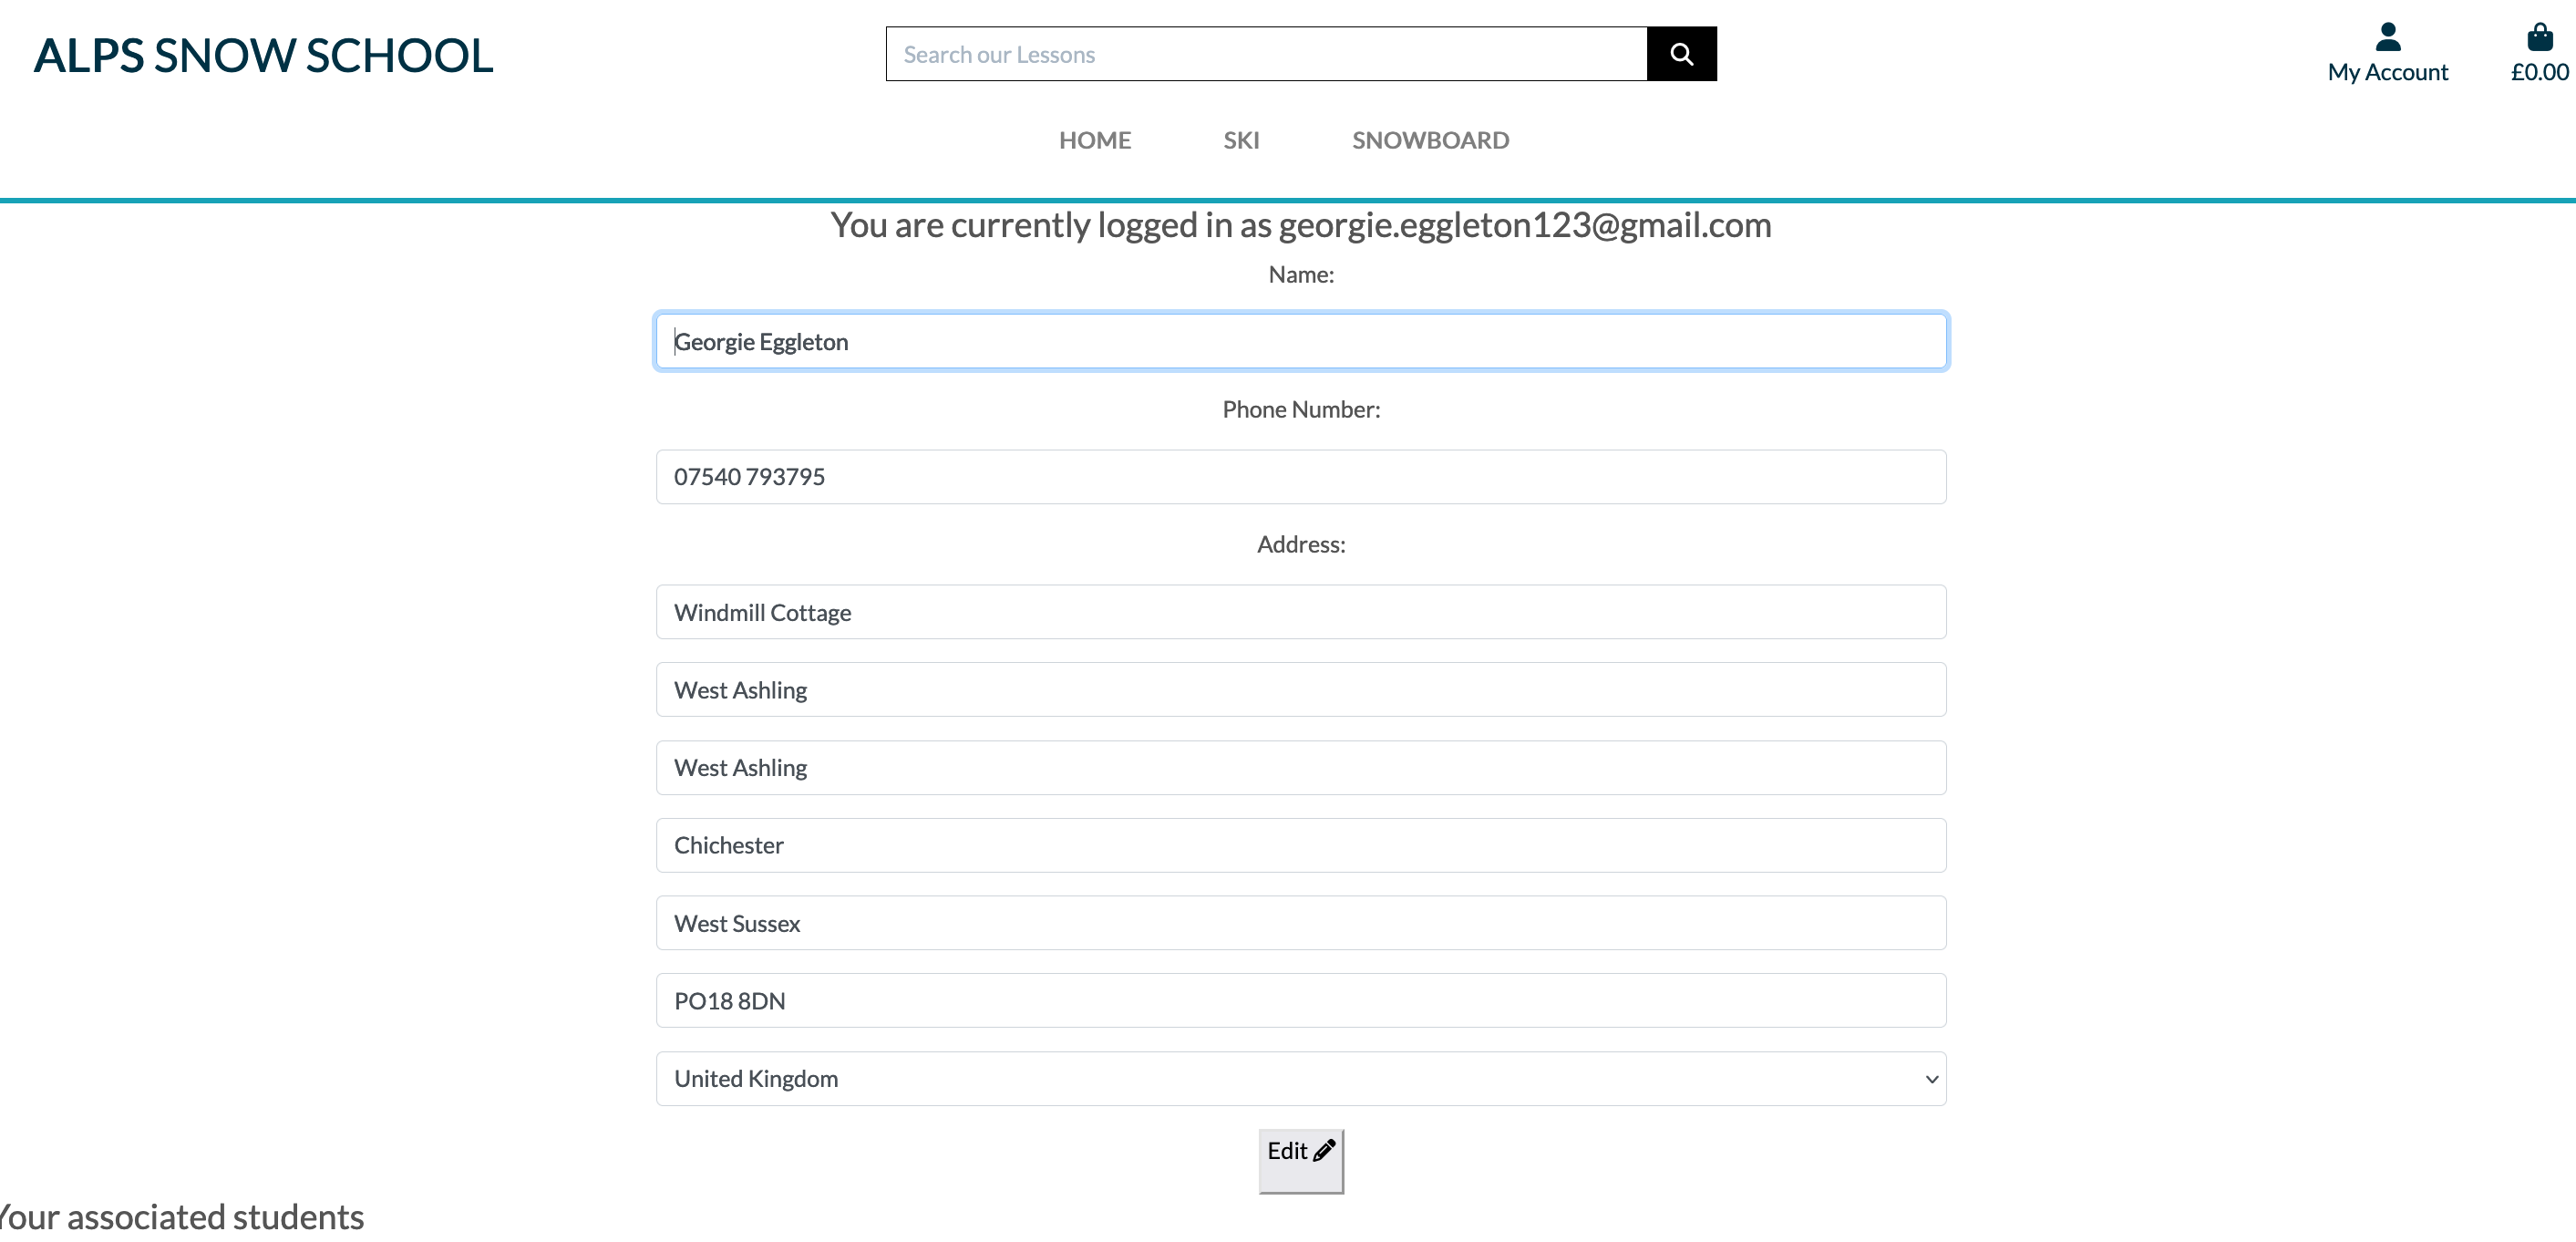 ALPS SNOW SCHOOL
Search our Lessons
My Account
£0.00
HOME SKI SNOWBOARD
You are currently logged in as georgie.eggleton123@gmail.com
Name:
Georgie Eggleton
Phone Number:
07540 793795
Address:
Windmill Cottage
West Ashling
West Ashling
Chichester
West Sussex
PO18 8DN
United Kingdom
Edit
Your associated students